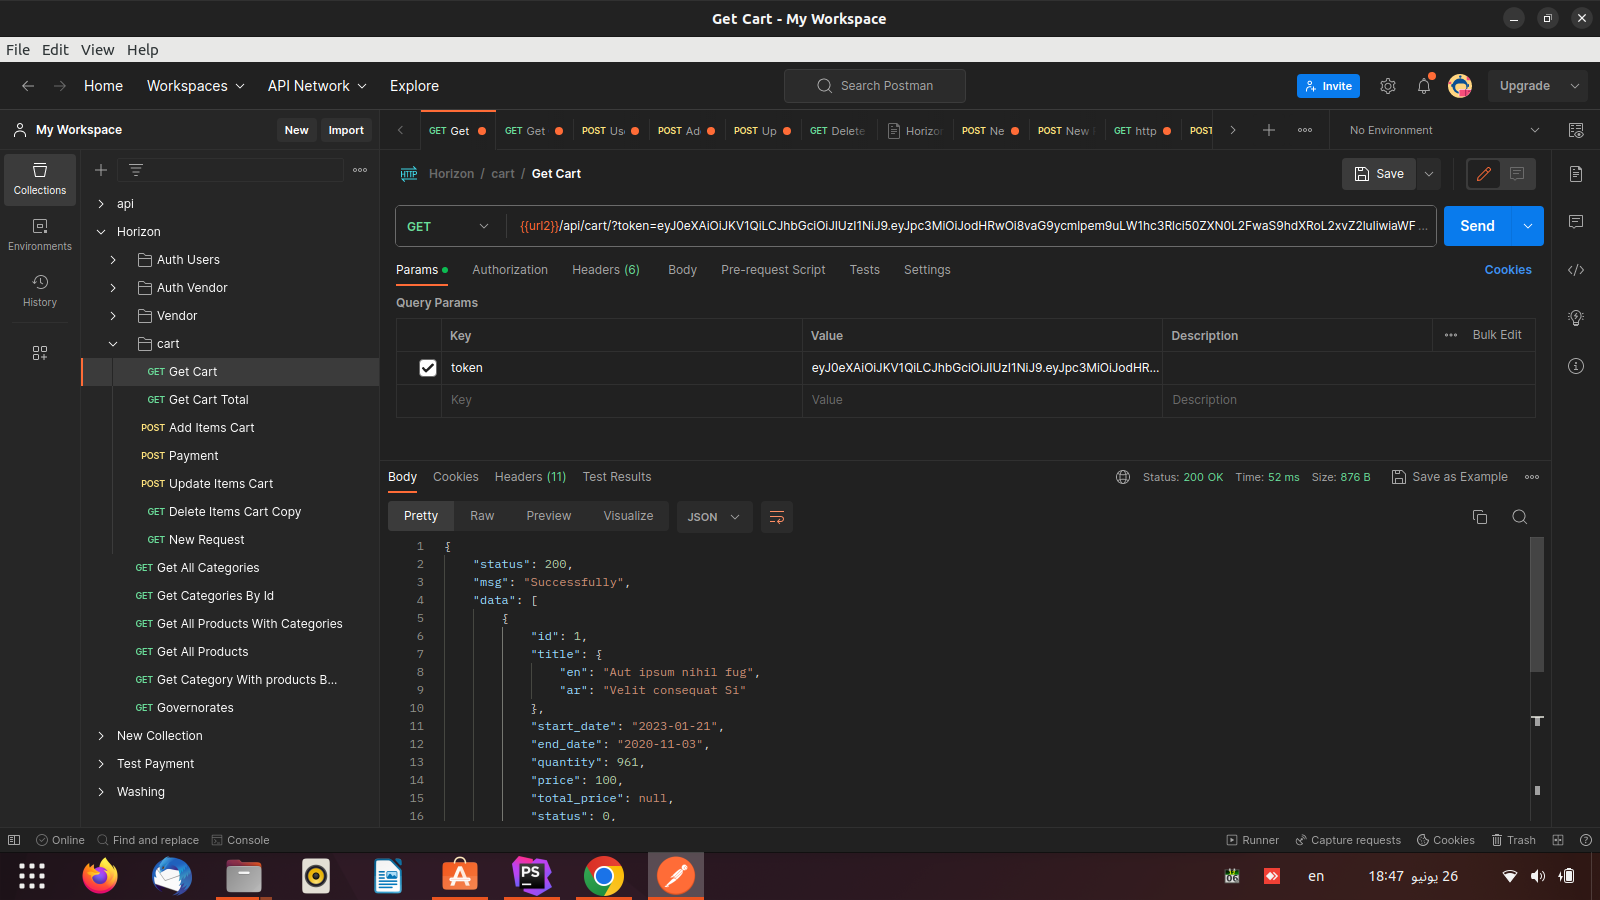 Get Cart - My Workspace
File Edit View Help
Home Workspaces API Network Explore
Search Postman
Invite
Upgrade
My Workspace
New Import
GET Get
GET Get
POST Us
POST Ad
POST Up
GET Delete
Horizon
POST Ne
POST New
GET http
POST
No Environment
Collections
Environments
History
api
Horizon
Auth Users
Auth Vendor
Vendor
cart
GET Get Cart
GET Get Cart Total
POST Add Items Cart
POST Payment
POST Update Items Cart
GET Delete Items Cart Copy
GET New Request
GET Get All Categories
GET Get Categories By Id
GET Get All Products With Categories
GET Get All Products
GET Get Category With products B...
GET Governorates
New Collection
Test Payment
Washing
HTTP Horizon / cart / Get Cart
Save
GET
{{url2}}/api/cart/?token=eyJ0eXAiOiJKV1QiLCJhbGciOiJIUzI1NiJ9.eyJpc3MiOiJodHRwOi8vaG9ycmlpem9uLW1hc3Rlci50ZXN0L2FwaS9hdXRoL2xvZ2luIiwiaWF ...
Send
Params Authorization Headers (6) Body Pre-request Script Tests Settings
Cookies
Query Params
Key Value Description
Bulk Edit
token eyJ0eXAiOiJKV1QiLCJhbGciOiJIUzI1NiJ9.eyJpc3MiOiJodHR...
Key Value Description
Body Cookies Headers (11) Test Results
Status: 200 OK Time: 52 ms Size: 876 B
Save as Example
Pretty Raw Preview Visualize JSON
1 {
2 "status": 200,
3 "msg": "Successfully",
4 "data": [
5 {
6 "id": 1,
7 "title": {
8 "en": "Aut ipsum nihil fug",
9 "ar": "Velit consequat Si"
10 },
11 "start_date": "2023-01-21",
12 "end_date": "2020-11-03",
13 "quantity": 961,
14 "price": 100,
15 "total_price": null,
16 "status": 0,
Online Find and replace Console
Runner Capture requests Cookies Trash
PS
06
en
18:47 26 يونيو